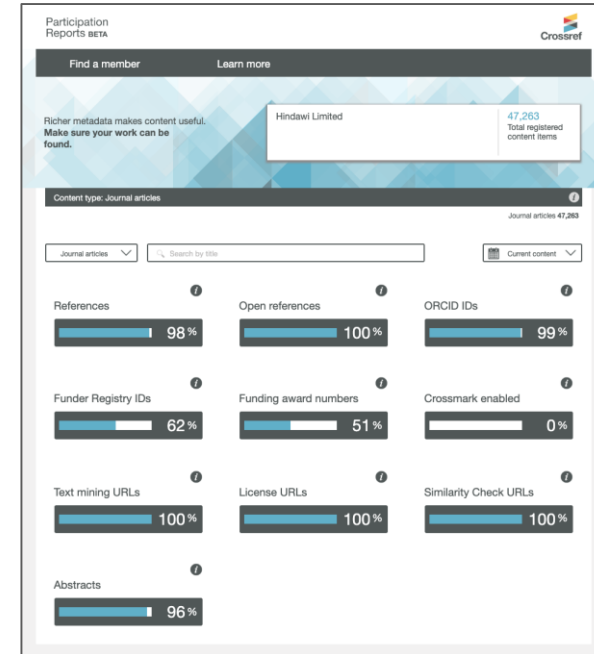 Participation
Reports BETA
Crossref
Find a member
Learn more
Richer metadata makes content useful.
Make sure your work can be
found.
Hindawi Limited
47,263
Total registered
content items
Content type: Journal articles
Journal articles 47,263
Journal articles
Search by title
Current content
References
98%
Open references
100%
ORCID IDs
99%
Funder Registry IDs
62%
Funding award numbers
51%
Crossmark enabled
0%
Text mining URLs
100%
License URLs
100%
Similarity Check URLs
100%
Abstracts
96%